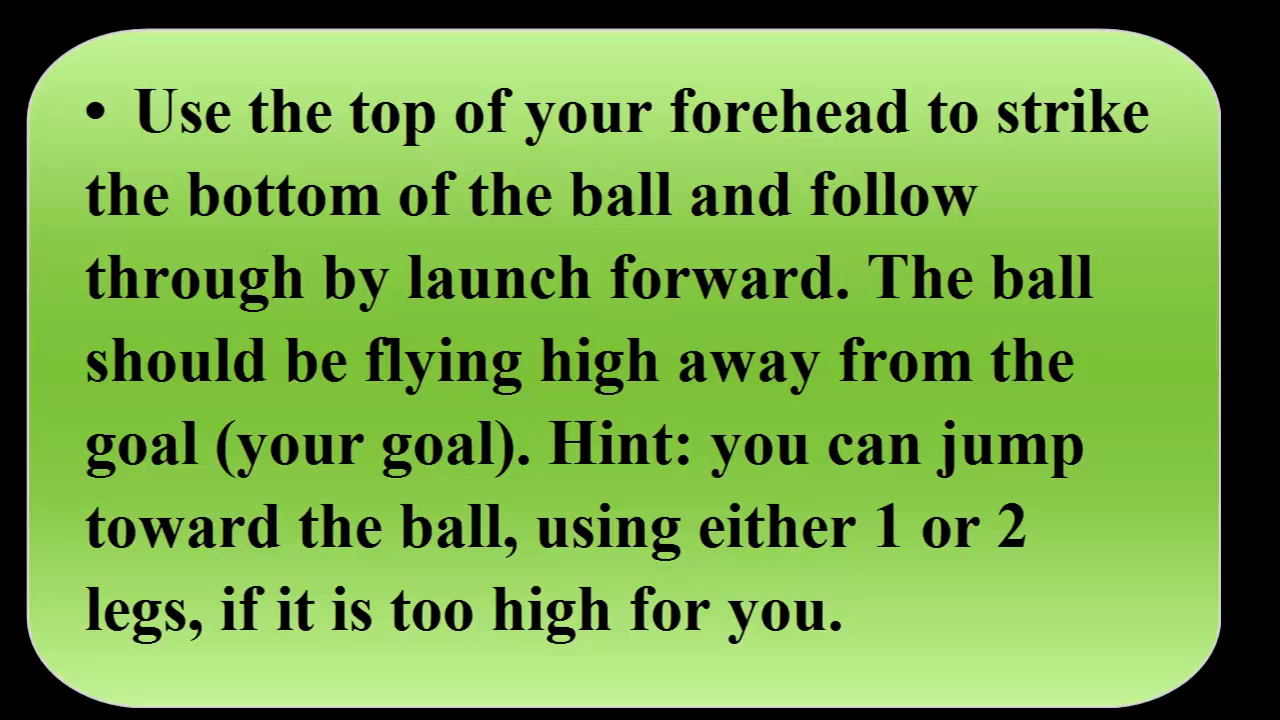 • Use the top of your forehead to strike
the bottom of the ball and follow
through by launch forward. The ball
should be flying high away from the
goal (your goal). Hint: you can jump
toward the ball, using either 1 or 2
legs, if it is too high for you.